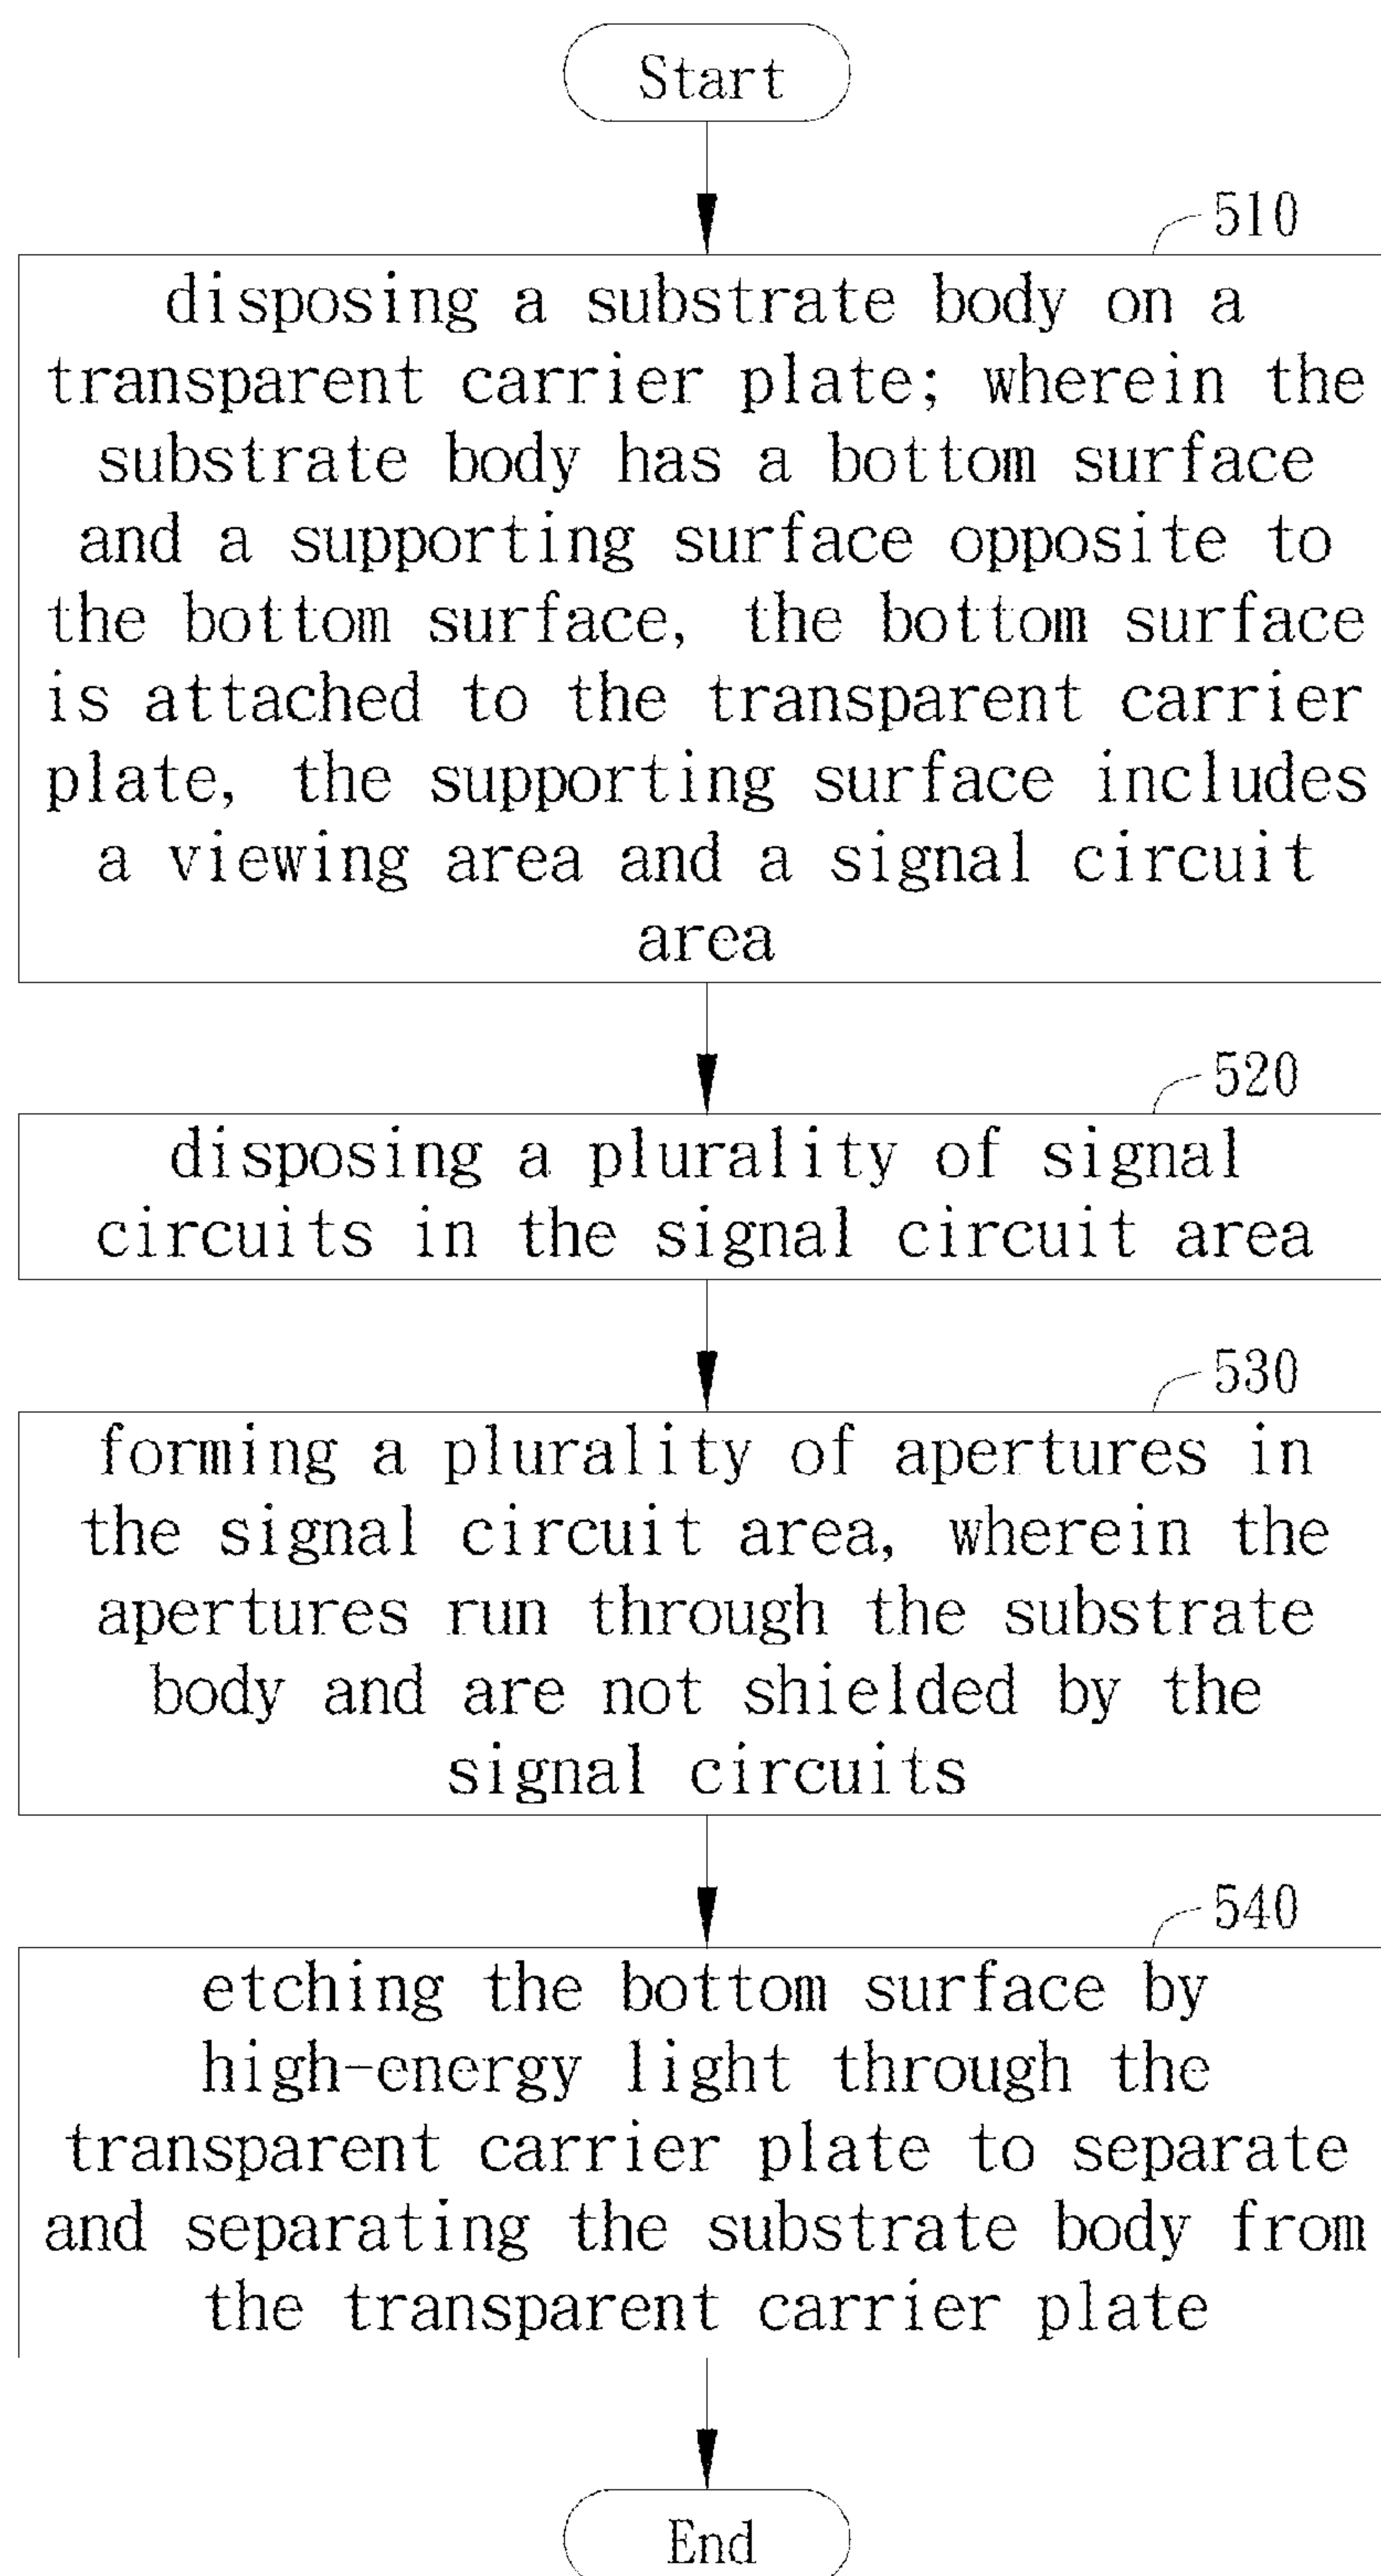 Start
510
disposing a substrate body on a
transparent carrier plate; wherein the
substrate body has a bottom surface
and a supporting surface opposite to
the bottom surface, the bottom surface
is attached to the transparent carrier
plate, the supporting surface includes
a viewing area and a signal circuit
area
520
disposing a plurality of signal
circuits in the signal circuit area
530
forming a plurality of apertures in
the signal circuit area, wherein the
apertures run through the substrate
body and are not shielded by the
signal circuits
540
etching the bottom surface by
high-energy light through the
transparent carrier plate to separate
and separating the substrate body from
the transparent carrier plate
End